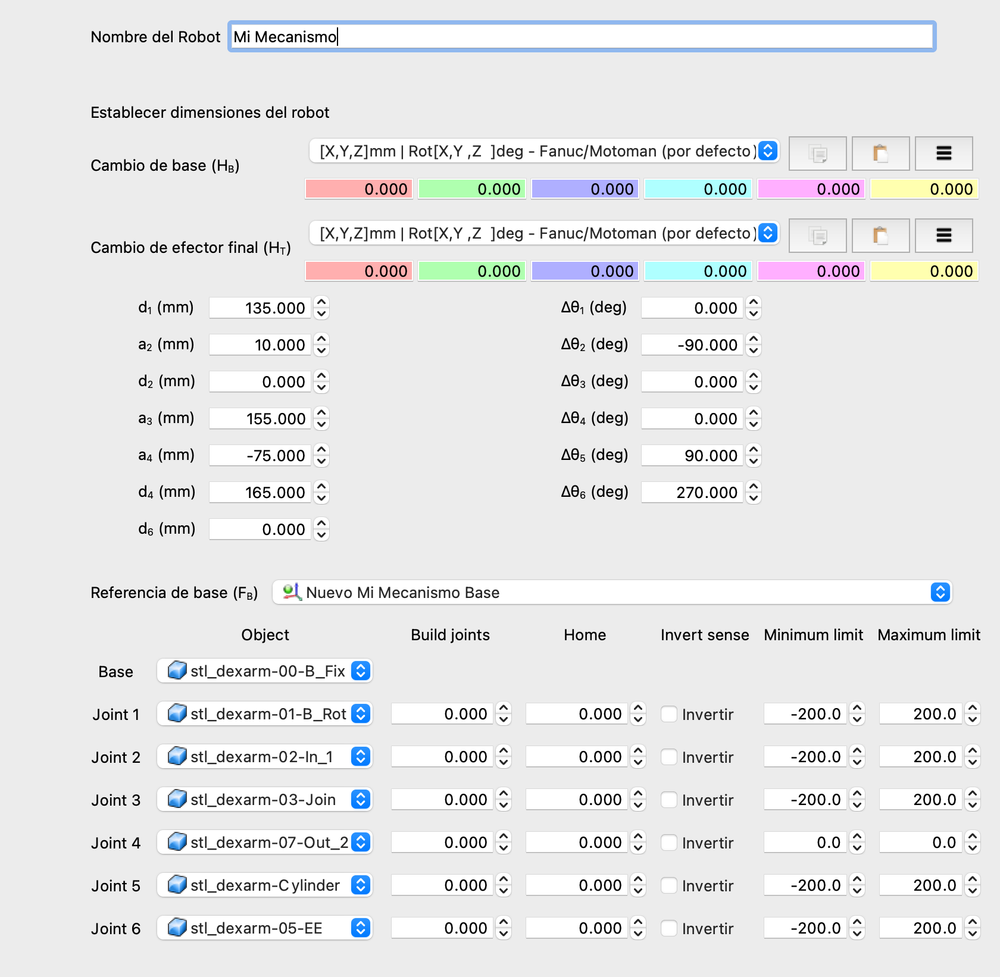 Nombre del Robot Mi Mecanismo
Establecer dimensiones del robot
[X,Y,Z]mm | Rot[X,Y ,Z  ]deg - Fanuc/Motoman (por defecto)
Cambio de base (HB)
0.000 0.000 0.000 0.000 0.000 0.000
[X,Y,Z]mm | Rot[X,Y ,Z  ]deg - Fanuc/Motoman (por defecto)
Cambio de efector final (HT)
0.000 0.000 0.000 0.000 0.000 0.000
d1 (mm) 135.000 Δθ1 (deg) 0.000
a2 (mm) 10.000 Δθ2 (deg) -90.000
d2 (mm) 0.000 Δθ3 (deg) 0.000
a3 (mm) 155.000 Δθ4 (deg) 0.000
a4 (mm) -75.000 Δθ5 (deg) 90.000
d4 (mm) 165.000 Δθ6 (deg) 270.000
d6 (mm) 0.000
Referencia de base (FB) Nuevo Mi Mecanismo Base
Object Build joints Home Invert sense Minimum limit Maximum limit
Base stl_dexarm-00-B_Fix
Joint 1 stl_dexarm-01-B_Rot 0.000 0.000 Invertir -200.0 200.0
Joint 2 stl_dexarm-02-In_1 0.000 0.000 Invertir -200.0 200.0
Joint 3 stl_dexarm-03-Join 0.000 0.000 Invertir -200.0 200.0
Joint 4 stl_dexarm-07-Out_2 0.000 0.000 Invertir 0.0 0.0
Joint 5 stl_dexarm-Cylinder 0.000 0.000 Invertir -200.0 200.0
Joint 6 stl_dexarm-05-EE 0.000 0.000 Invertir -200.0 200.0